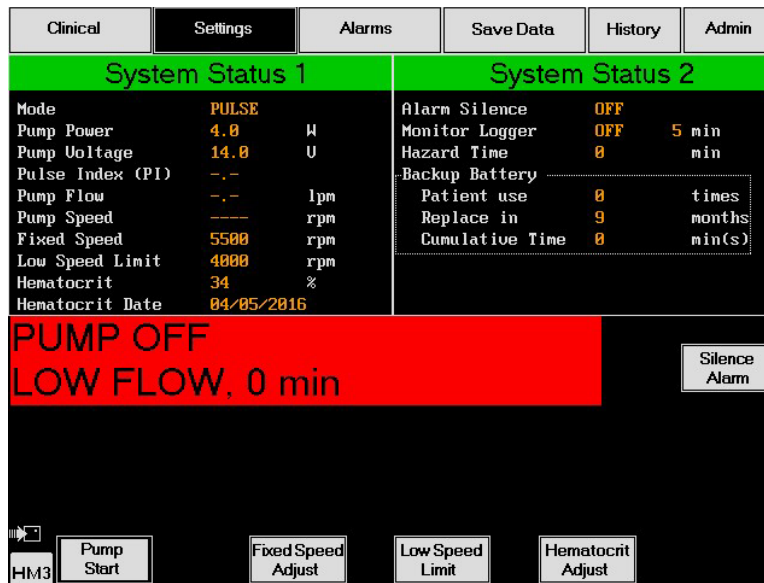 Clinical Settings Alarms Save Data History Admin
System Status 1
Mode PULSE
Pump Power 4.0 W
Pump Voltage 14.0 V
Pulse Index (PI) -.-
Pump Flow -.- lpm
Pump Speed ---- rpm
Fixed Speed 5500 rpm
Low Speed Limit 4000 rpm
Hematocrit 34 %
Hematocrit Date 04/05/2016
System Status 2
Alarm Silence OFF
Monitor Logger OFF 5 min
Hazard Time 0 min
Backup Battery
Patient use 0 times
Replace in 9 months
Cumulative Time 0 min(s)
PUMP OFF
LOW FLOW, 0 min
Silence
Alarm
HM3
Pump
Start
Fixed Speed
Adjust
Low Speed
Limit
Hematocrit
Adjust